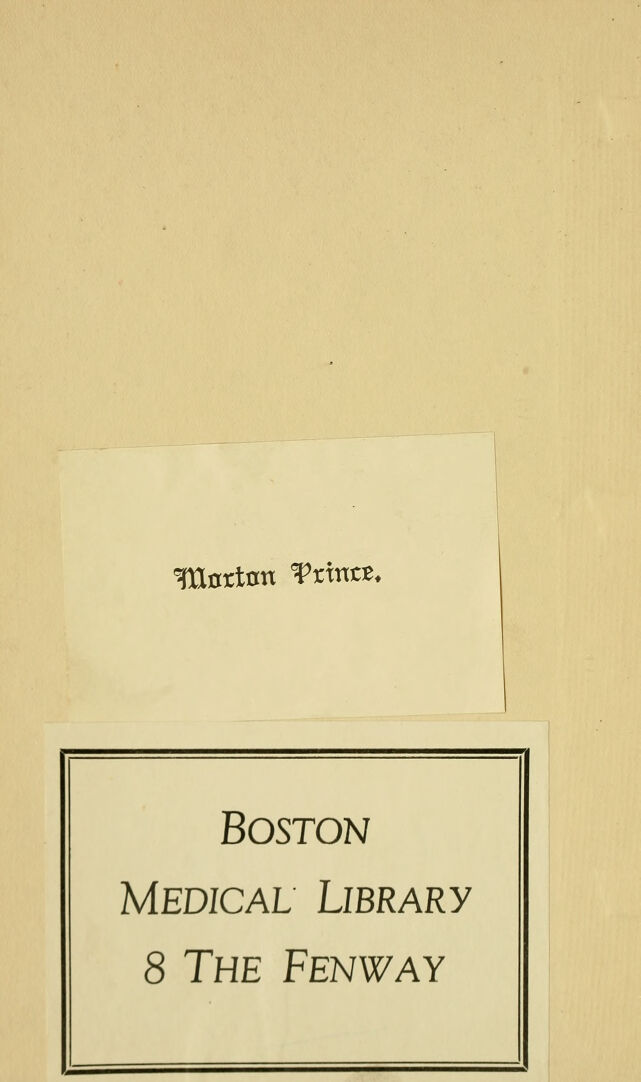 Morton Prince.
BOSTON
MEDICAL LIBRARY
8 THE FENWAY